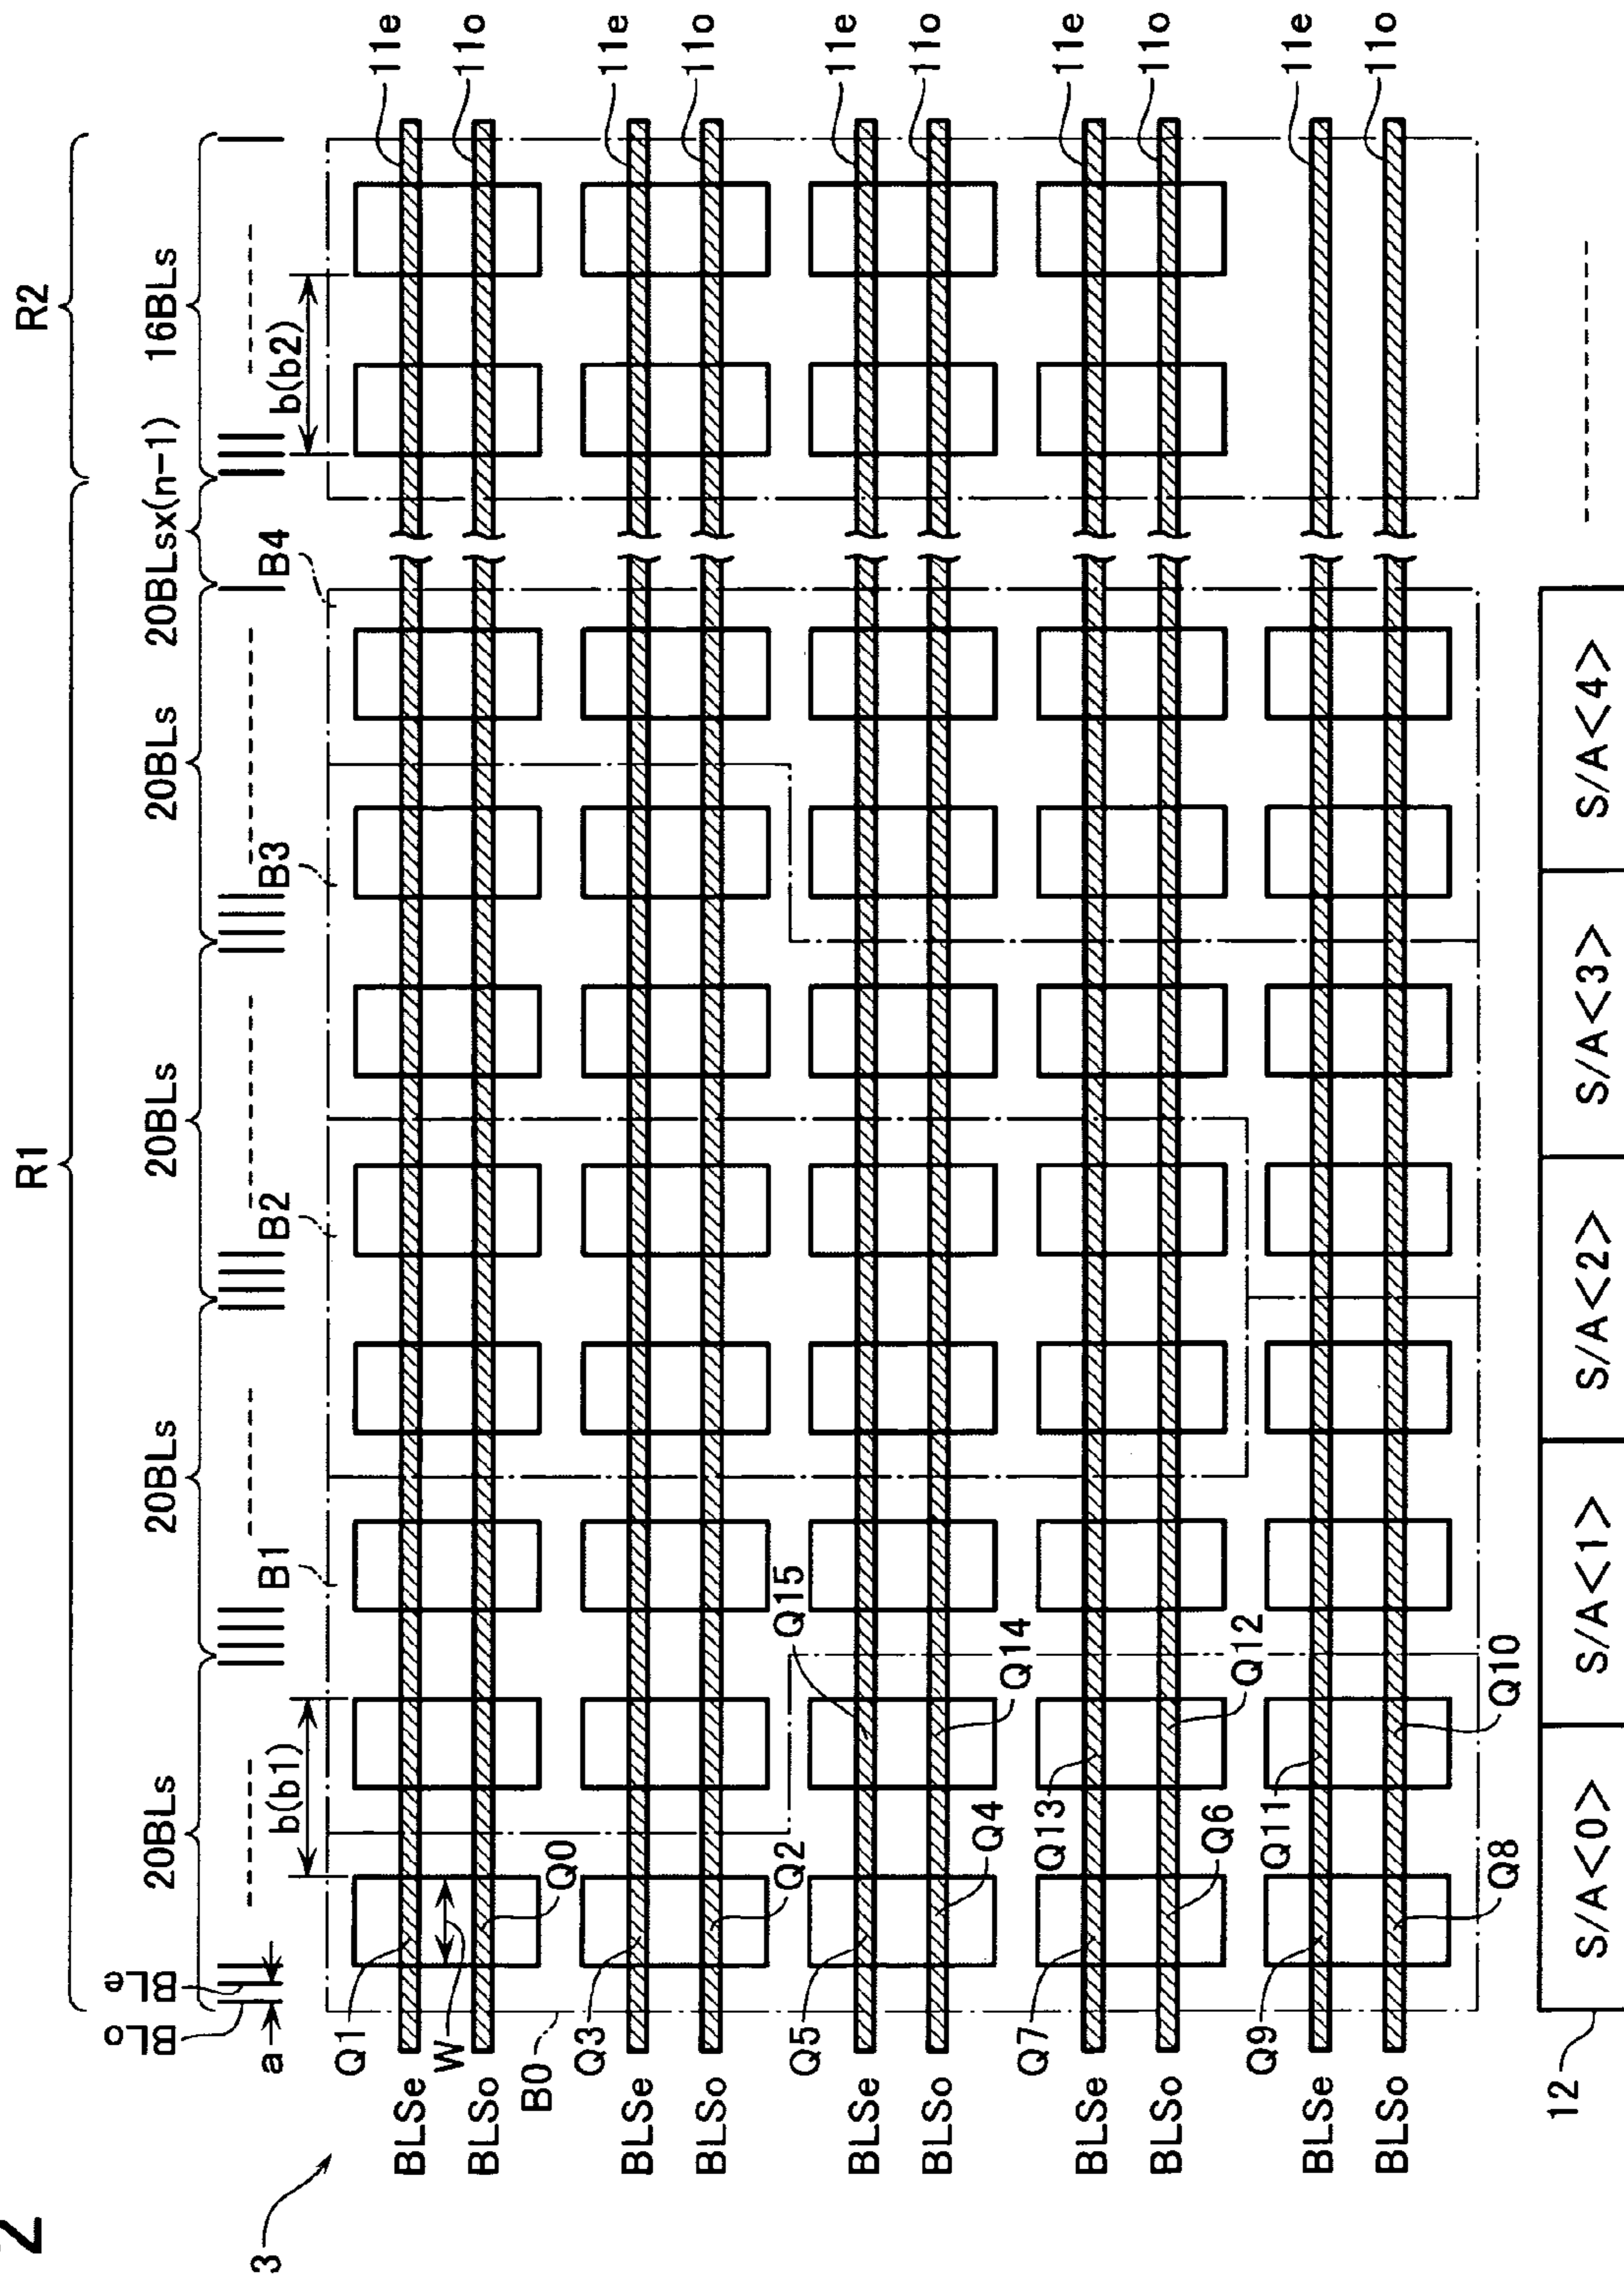 2
3
R1
R2
20BLs
20BLs
20BLs
20BLs
20BLsx(n-1)
16BLs
BLo
BLe
a
b(b1)
b(b2)
B0
B1
B2
B3
B4
Q1
W
Q0
BLSe
BLSo
11e
11o
Q3
Q2
BLSe
BLSo
11e
11o
Q5
Q4
Q15
Q14
BLSe
BLSo
11e
11o
Q7
Q6
Q13
Q12
BLSe
BLSo
11e
11o
Q9
Q8
Q11
Q10
BLSe
BLSo
11e
11o
12
S/A<0>
S/A<1>
S/A<2>
S/A<3>
S/A<4>